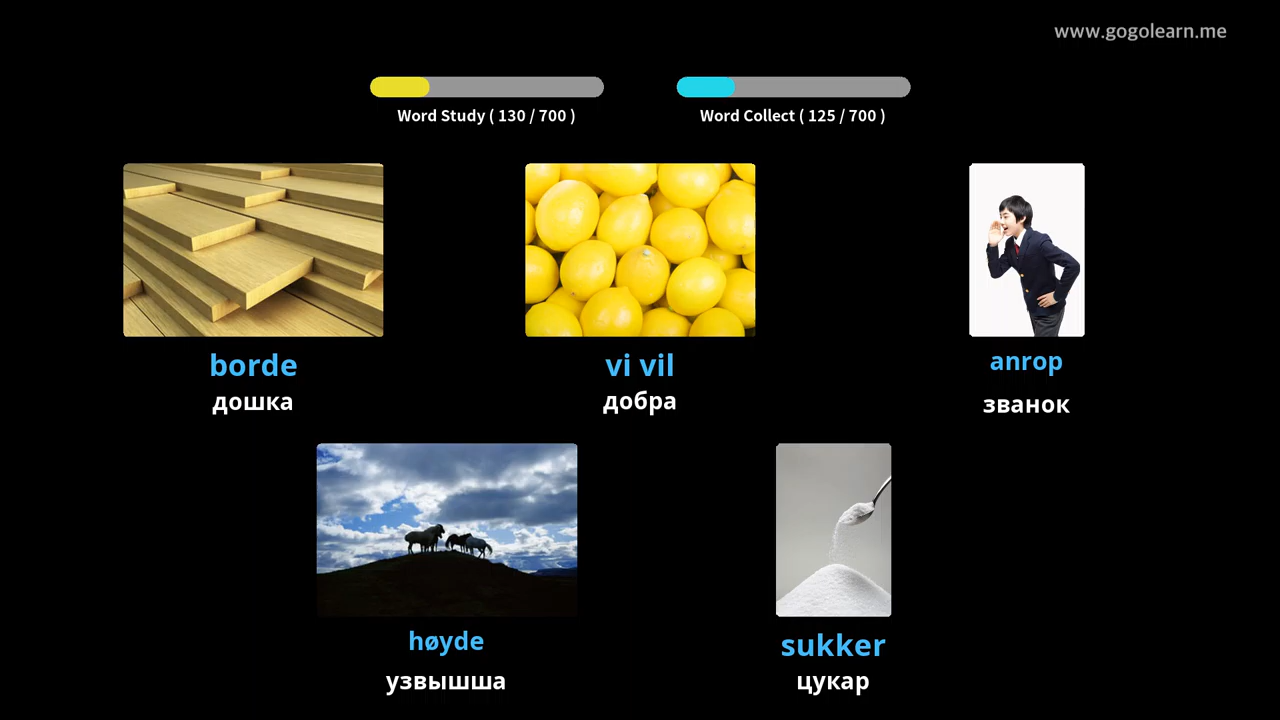 www.gogolearn.me
Word Study ( 130 / 700 )
Word Collect ( 125 / 700 )
borde
дошка
vi vil
добра
anrop
званок
høyde
узвышша
sukker
цукар